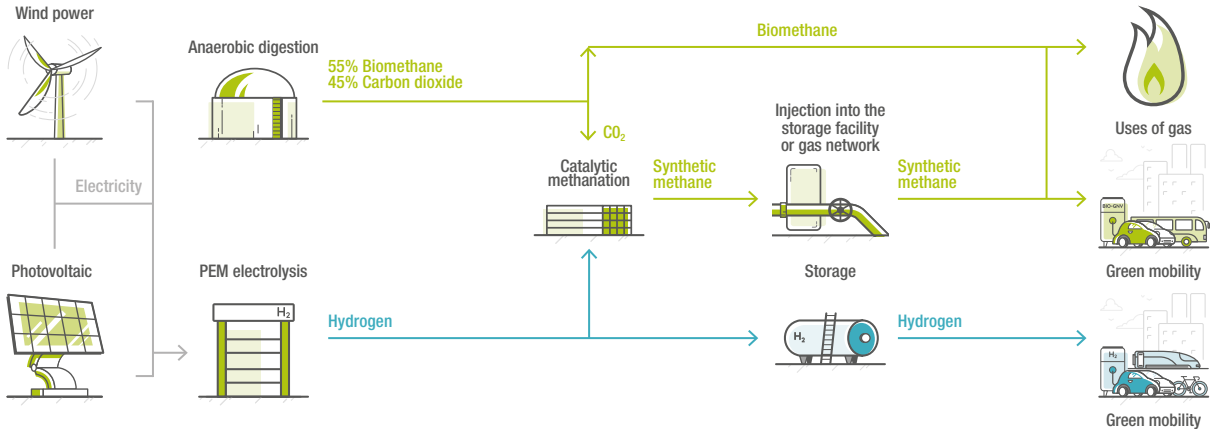 Wind power
Anaerobic digestion
55% Biomethane
45% Carbon dioxide
Biomethane
CO₂
Injection into the
storage facility
or gas network
Uses of gas
Electricity
Catalytic
methanation
Synthetic
methane
Synthetic
methane
BIO-GNV
Green mobility
Photovoltaic
PEM electrolysis
H₂
Hydrogen
Storage
H₂
Hydrogen
H₂
Green mobility